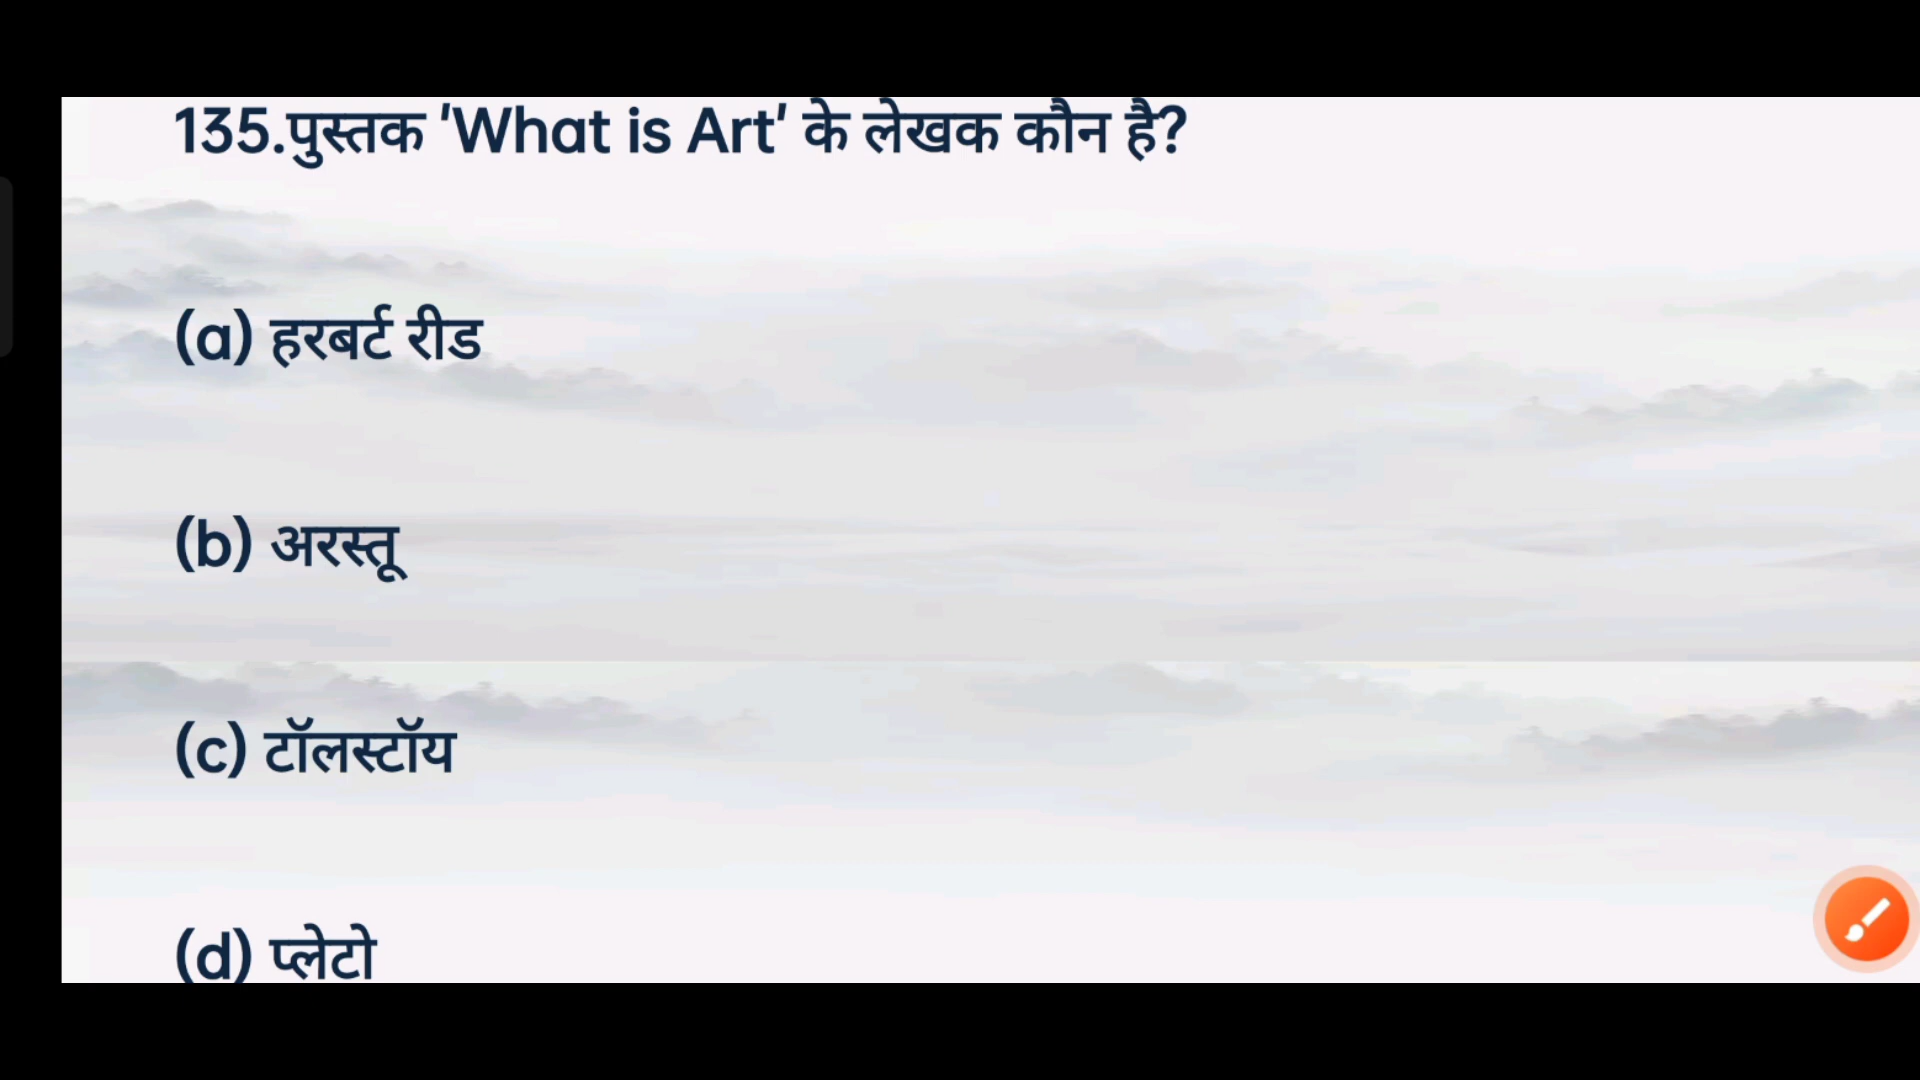 135.पुस्तक 'What is Art' के लेखक कौन है?
(a) हरबर्ट रीड
(b) अरस्तू
(c) टॉलस्टॉय
(d) प्लेटो